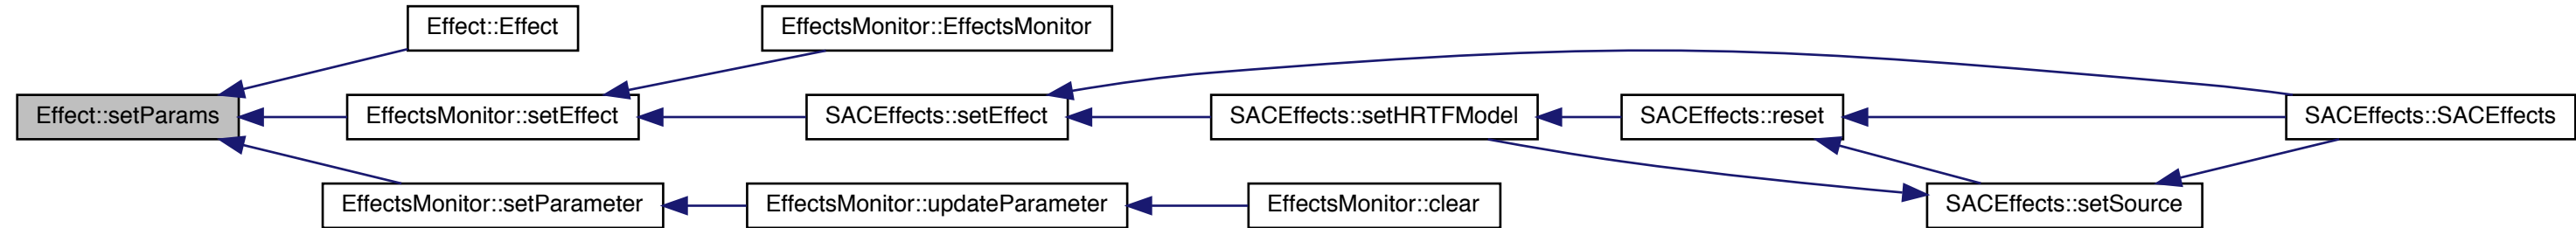 Effect::Effect
EffectsMonitor::EffectsMonitor
Effect::setParams
EffectsMonitor::setEffect
SACEffects::setEffect
SACEffects::setHRTFModel
SACEffects::reset
SACEffects::SACEffects
EffectsMonitor::setParameter
EffectsMonitor::updateParameter
EffectsMonitor::clear
SACEffects::setSource